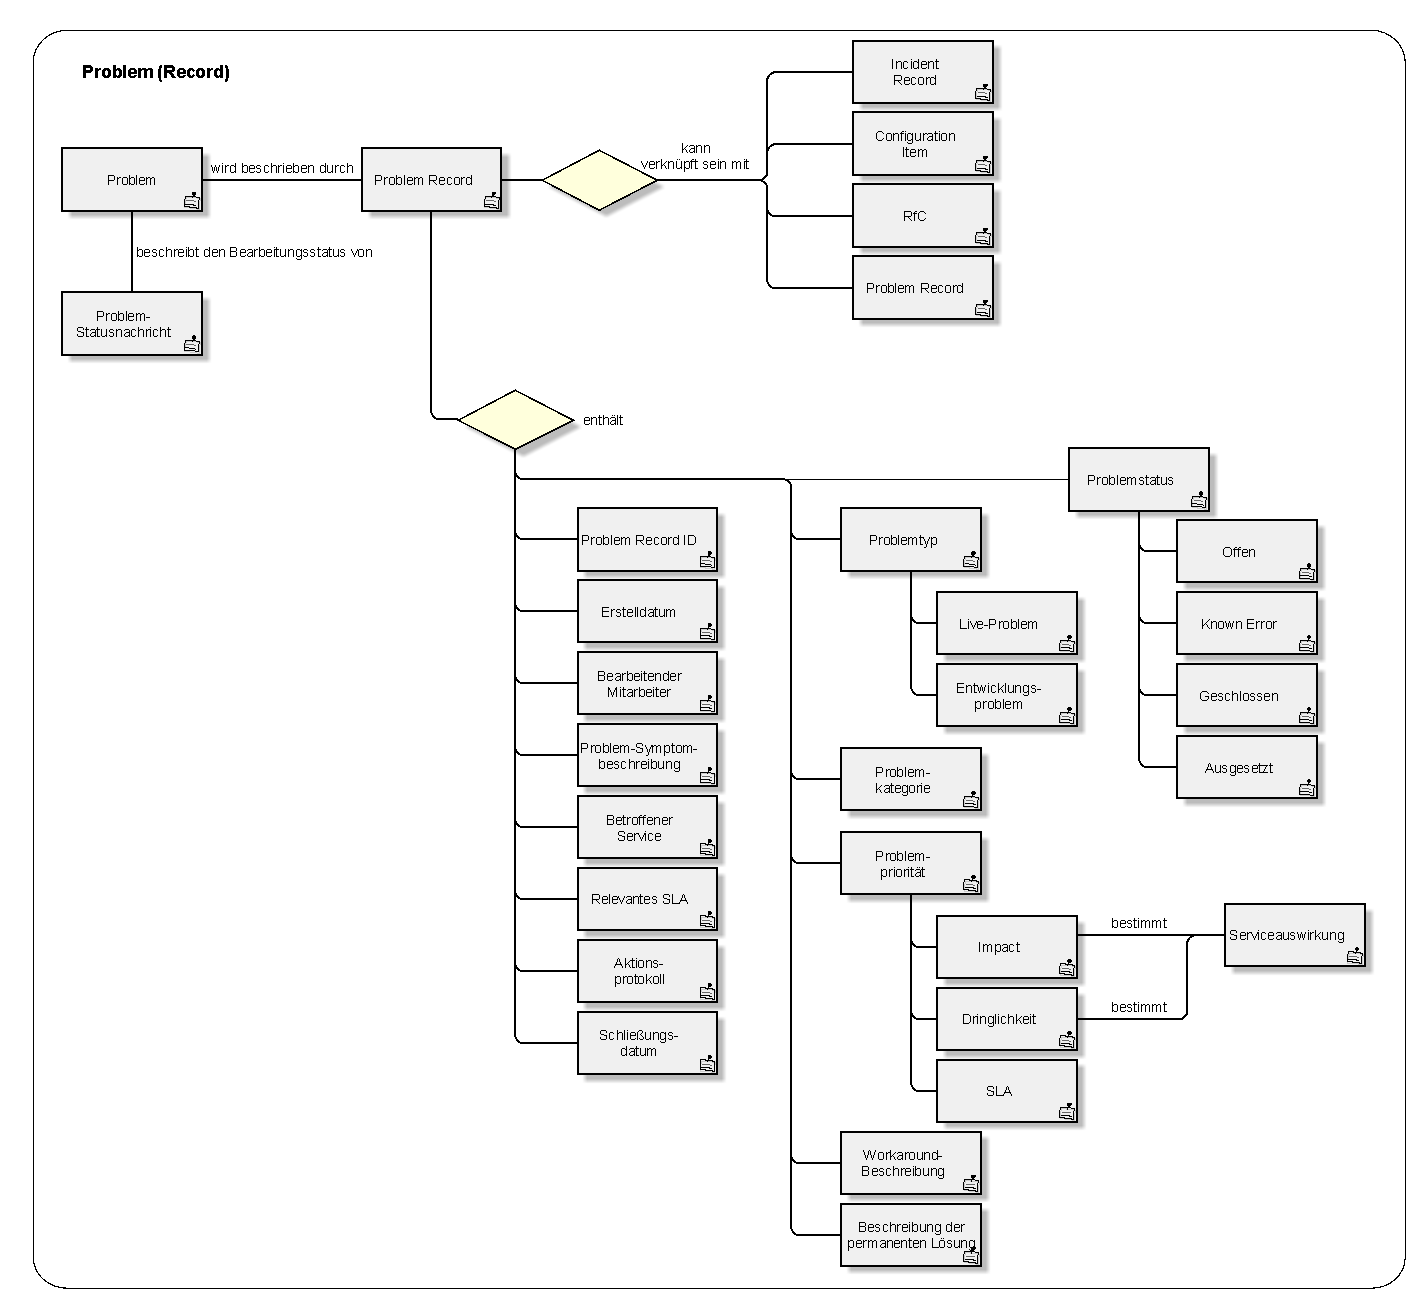 Problem (Record)
Incident
Record
Configuration
Item
RfC
Problem Record
kann
verknüpft sein mit
Problem
wird beschrieben durch
Problem Record
beschreibt den Bearbeitungsstatus von
Problem-
Statusnachricht
enthält
Problemstatus
Offen
Known Error
Geschlossen
Ausgesetzt
Problem Record ID
Erstelldatum
Bearbeitender
Mitarbeiter
Problem-Symptom-
beschreibung
Betroffener
Service
Relevantes SLA
Aktions-
protokoll
Schließungs-
datum
Problemtyp
Live-Problem
Entwicklungs-
problem
Problem-
kategorie
Problem-
priorität
Impact
bestimmt
Serviceauswirkung
Dringlichkeit
bestimmt
SLA
Workaround-
Beschreibung
Beschreibung der
permanenten Lösung